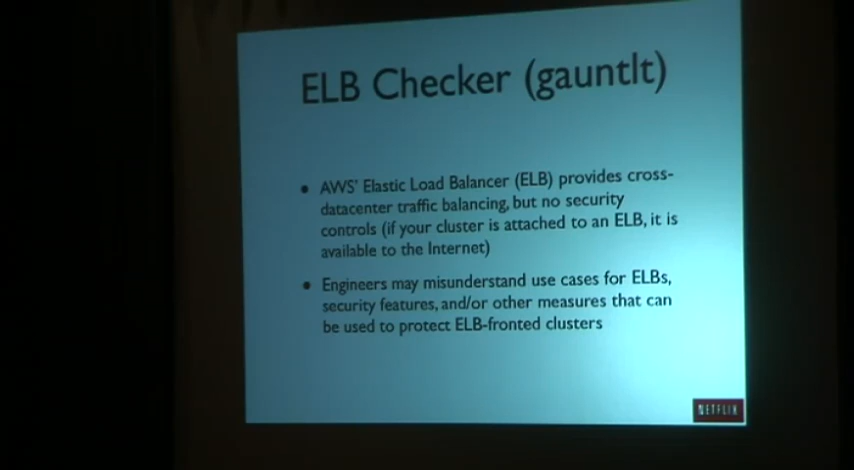 ELB Checker (gauntlt)
• AWS' Elastic Load Balancer (ELB) provides cross-
datacenter traffic balancing, but no security
controls (if your cluster is attached to an ELB, it is
available to the Internet)
• Engineers may misunderstand use cases for ELBs,
security features, and/or other measures that can
be used to protect ELB-fronted clusters
NETFLIX